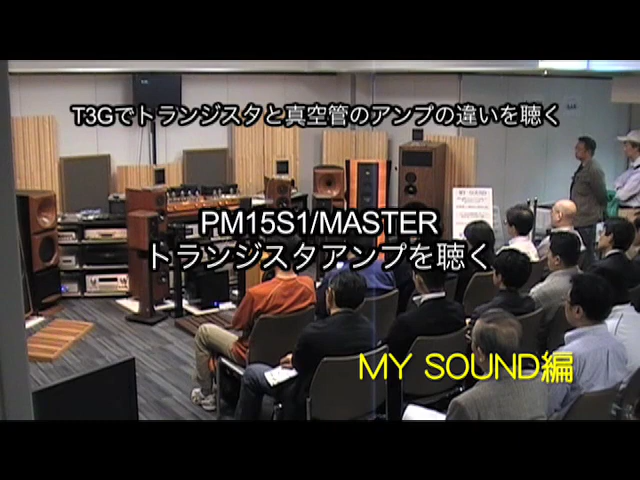 T3Gでトランジスタと真空管のアンプの違いを聴く
MY SOUND
PM15S1/MASTER
トランジスタアンプを聴く
MY SOUND編